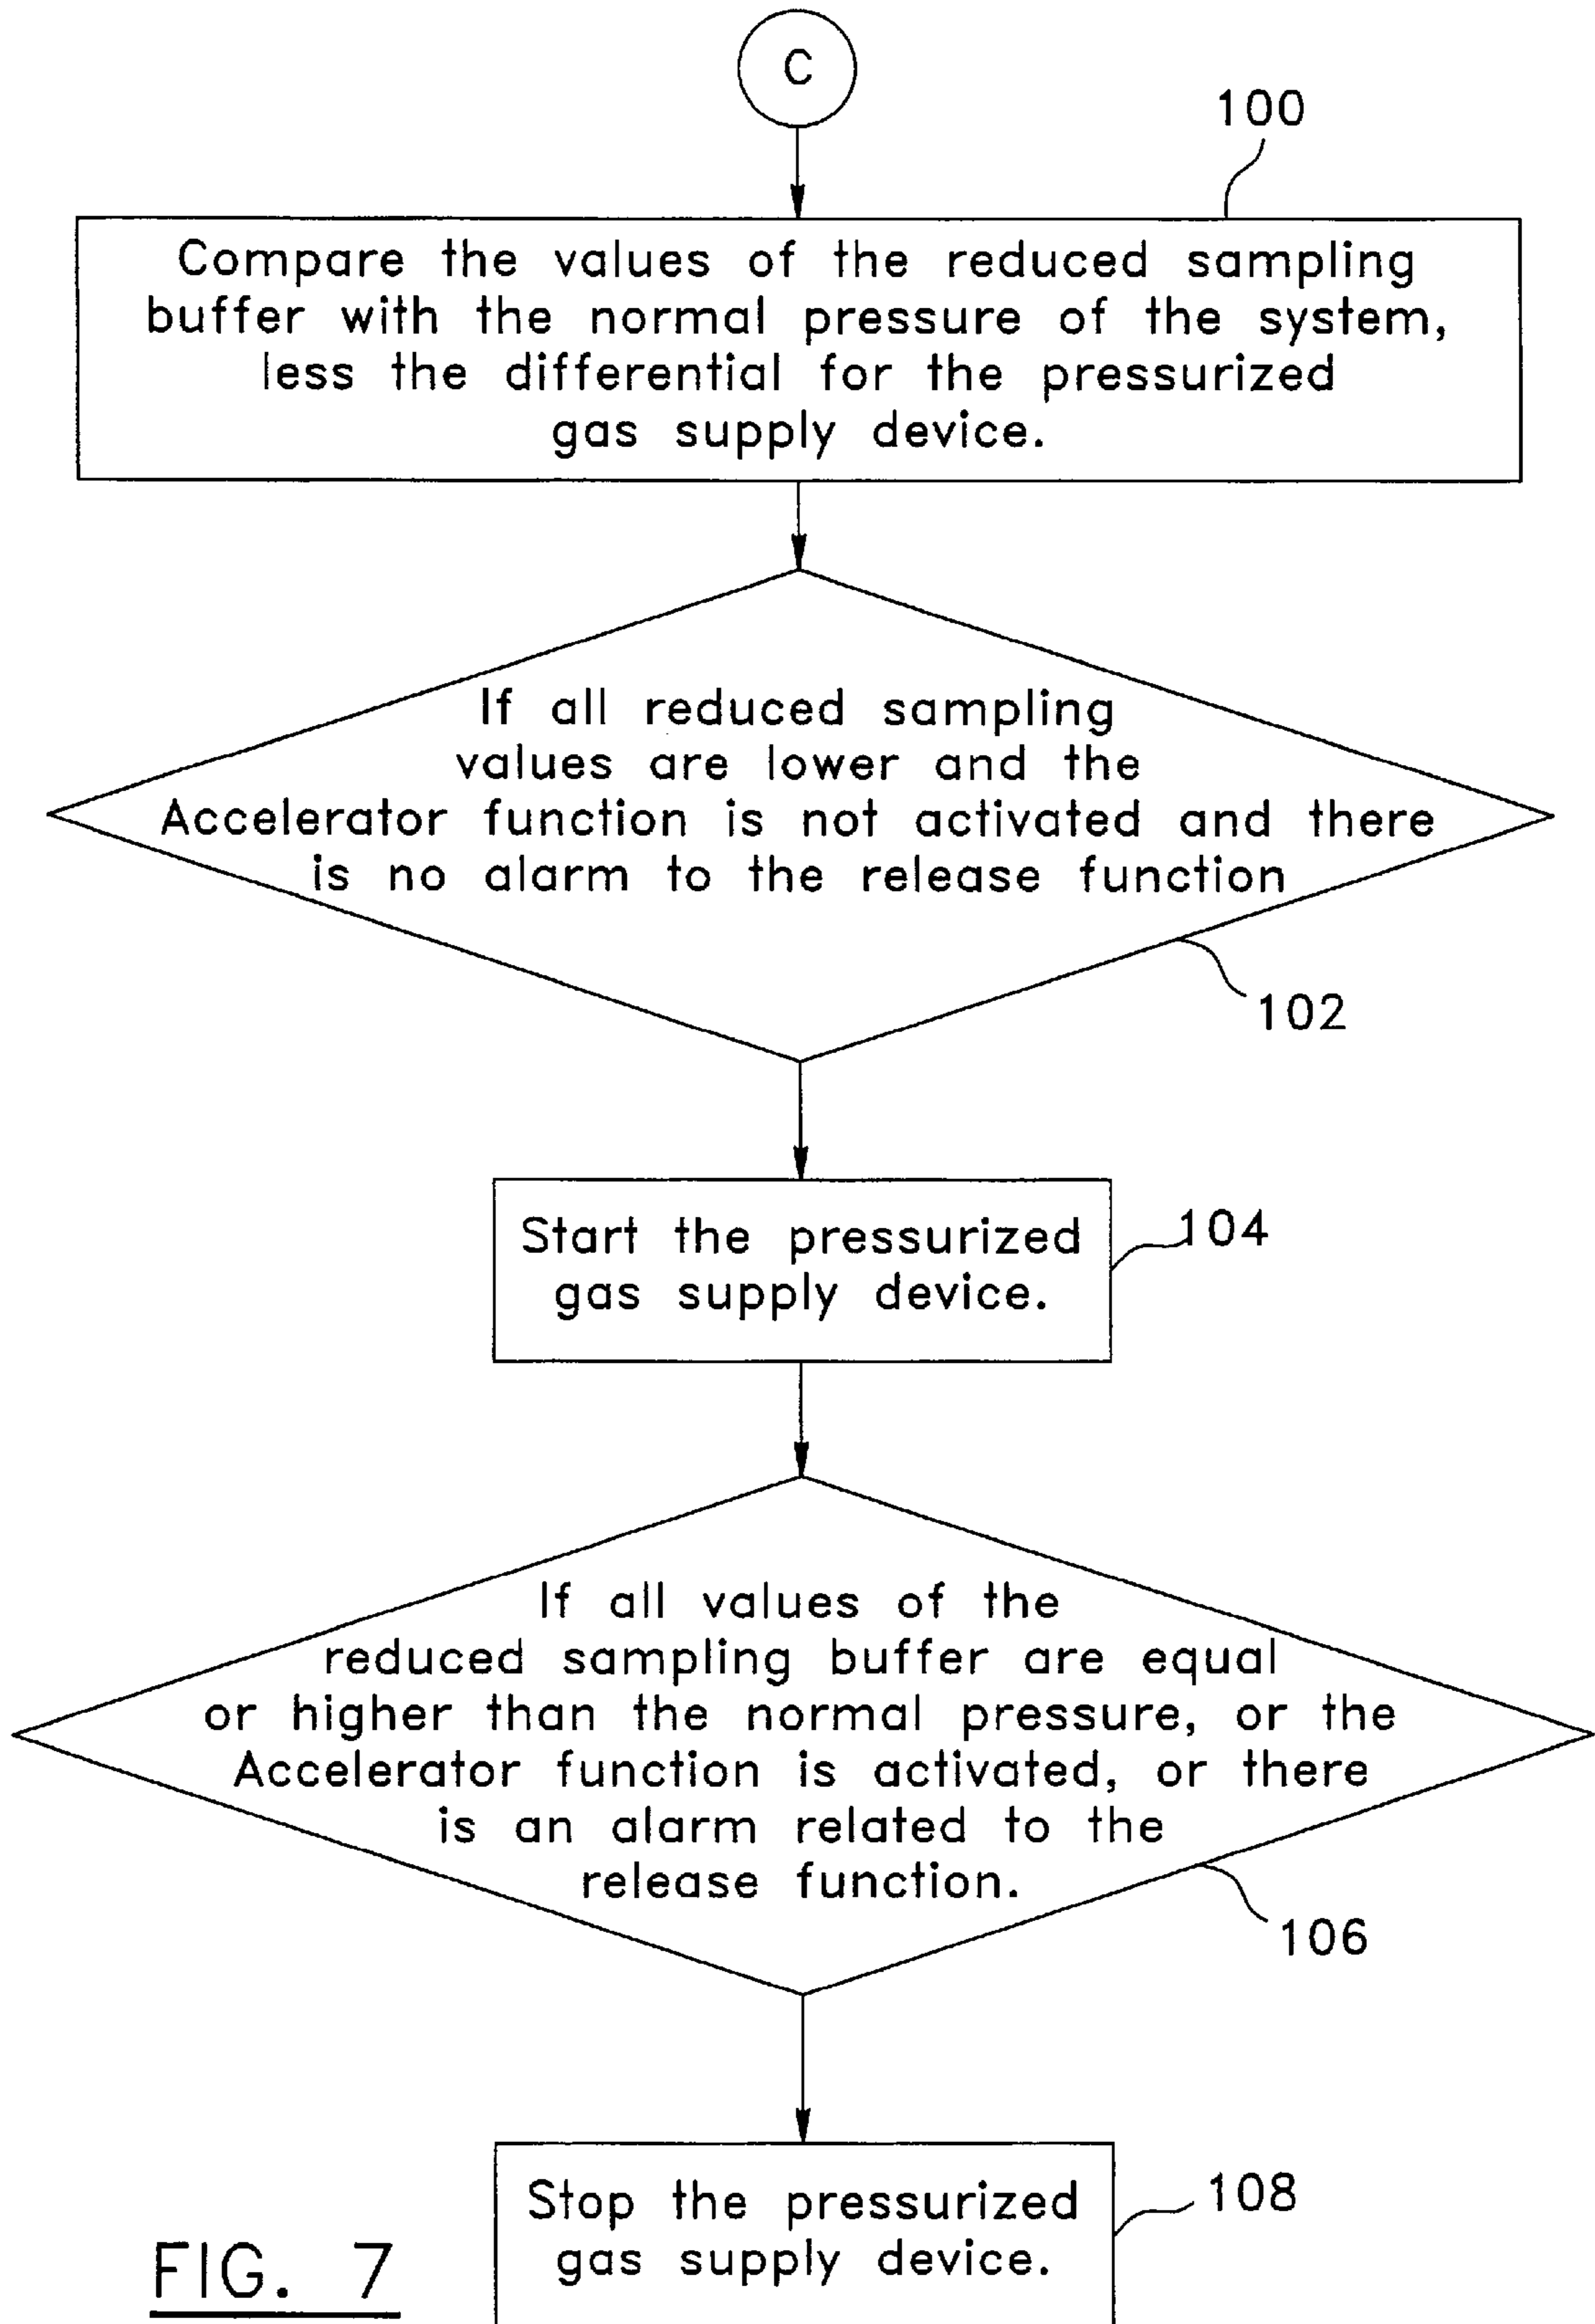 C
100
Compare the values of the reduced sampling
buffer with the normal pressure of the system,
less the differential for the pressurized
gas supply device.
If all reduced sampling
values are lower and the
Accelerator function is not activated and there
is no alarm to the release function
102
Start the pressurized
gas supply device.
104
If all values of the
reduced sampling buffer are equal
or higher than the normal pressure, or the
Accelerator function is activated, or there
is an alarm related to the
release function.
106
Stop the pressurized
gas supply device.
108
FIG. 7